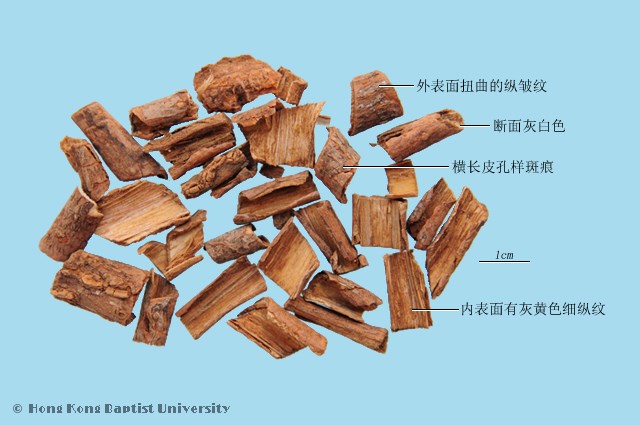 外表面扭曲的纵皱纹
断面灰白色
横长皮孔样斑痕
1cm
内表面有灰黄色细纵纹
© Hong Kong Baptist University